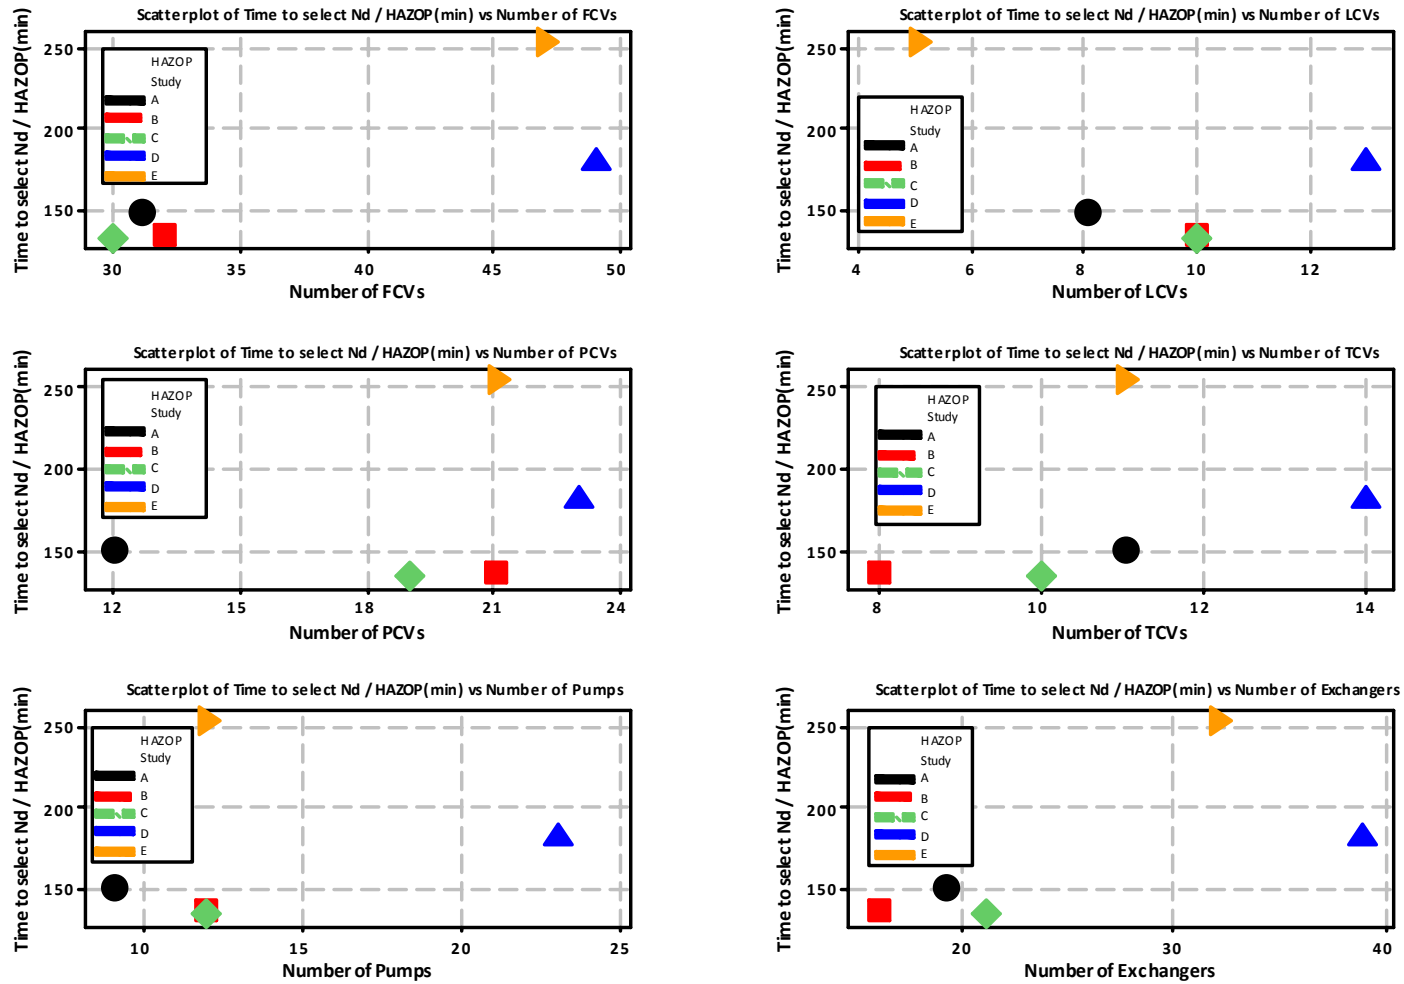 Scatterplot of Time to select Nd / HAZOP(min) vs Number of FCVs
Time to select Nd / HAZOP(min)
250
200
150
HAZOP
Study
A
B
C
D
E
30 35 40 45 50
Number of FCVs
Scatterplot of Time to select Nd / HAZOP(min) vs Number of LCVs
Time to select Nd / HAZOP(min)
250
200
150
HAZOP
Study
A
B
C
D
E
4 6 8 10 12
Number of LCVs
Scatterplot of Time to select Nd / HAZOP(min) vs Number of PCVs
Time to select Nd / HAZOP(min)
250
200
150
HAZOP
Study
A
B
C
D
E
12 15 18 21 24
Number of PCVs
Scatterplot of Time to select Nd / HAZOP(min) vs Number of TCVs
Time to select Nd / HAZOP(min)
250
200
150
HAZOP
Study
A
B
C
D
E
8 10 12 14
Number of TCVs
Scatterplot of Time to select Nd / HAZOP(min) vs Number of Pumps
Time to select Nd / HAZOP(min)
250
200
150
HAZOP
Study
A
B
C
D
E
10 15 20 25
Number of Pumps
Scatterplot of Time to select Nd / HAZOP(min) vs Number of Exchangers
Time to select Nd / HAZOP(min)
250
200
150
HAZOP
Study
A
B
C
D
E
20 30 40
Number of Exchangers